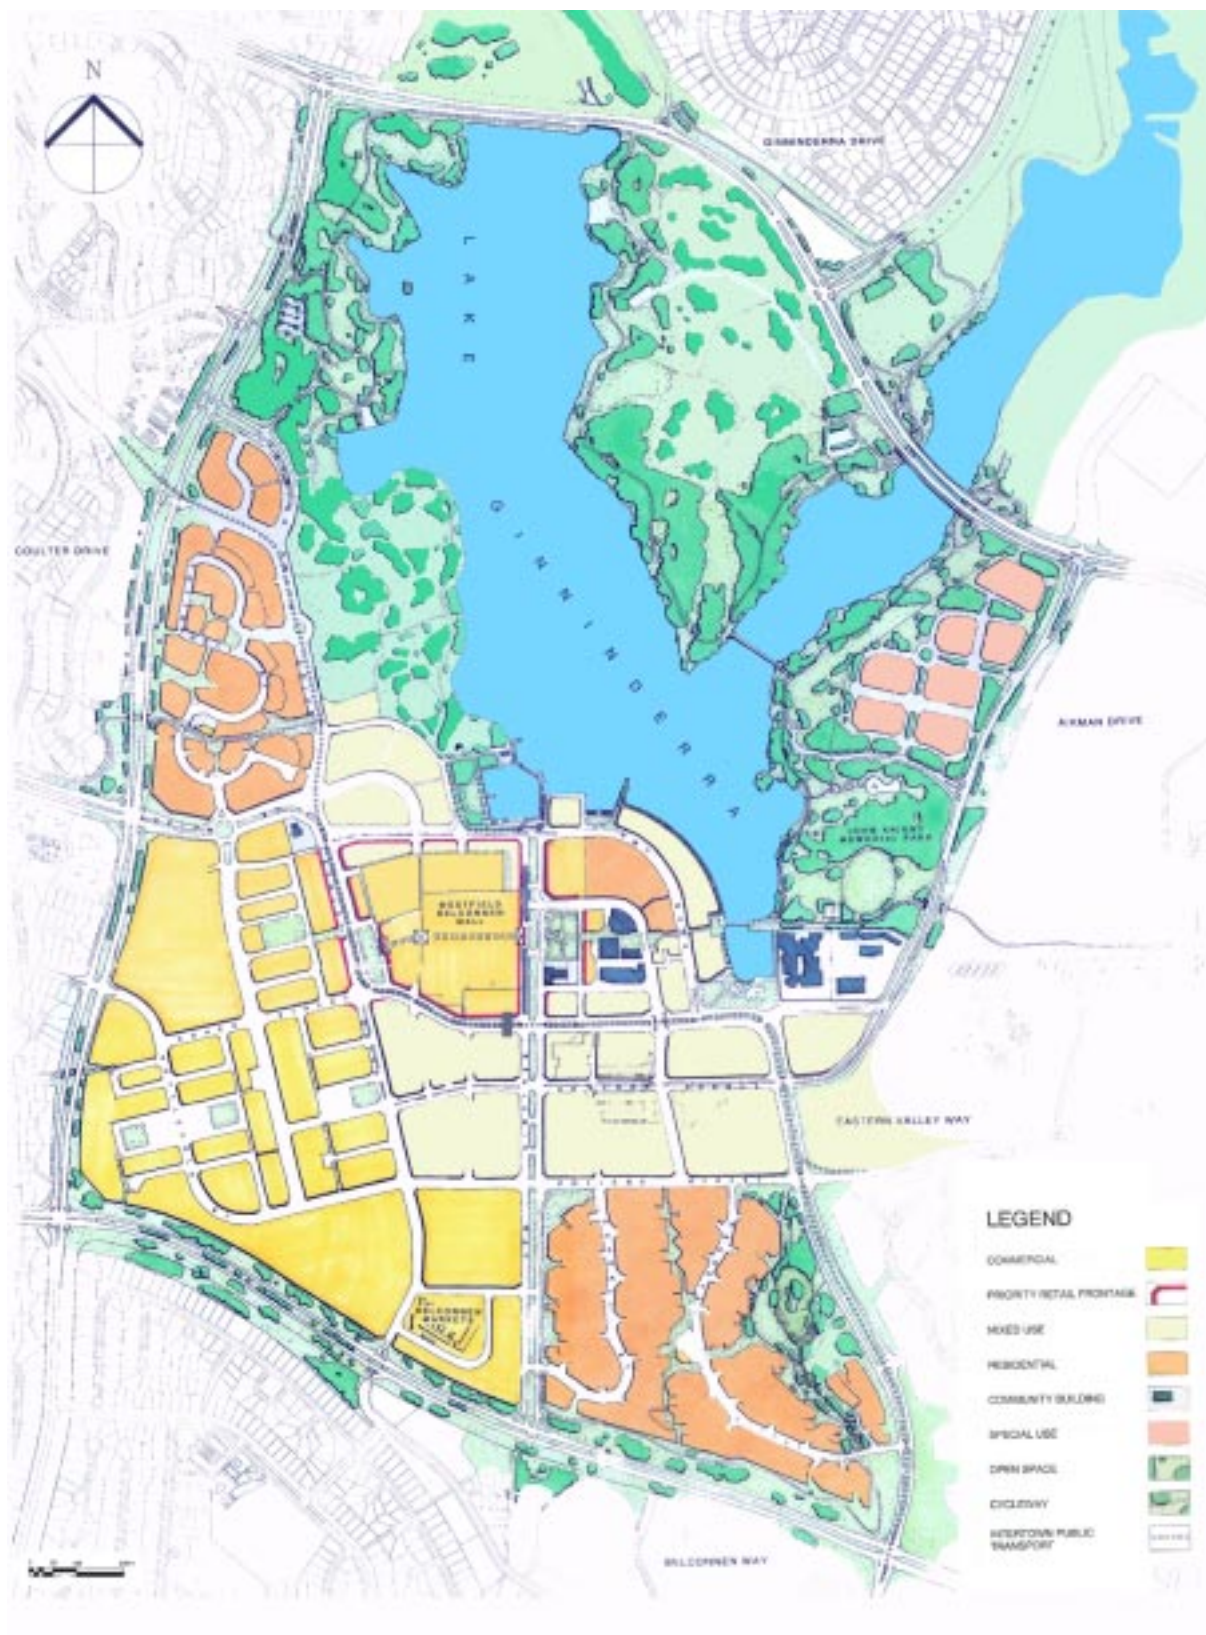 N
GINNINDERRA DRIVE
LAKE
GINNINDERRA
COULTER DRIVE
AIKMAN DRIVE
JOHN KNIGHT
MEMORIAL PARK
WESTFIELD
BELCONNEN
MALL
EASTERN VALLEY WAY
BELCONNEN
MARKETS
BELCONNEN WAY
LEGEND
COMMERCIAL
PRIORITY RETAIL FRONTAGE
MIXED USE
RESIDENTIAL
COMMUNITY BUILDING
SPECIAL USE
OPEN SPACE
CYCLEWAY
INTERTOWN PUBLIC
TRANSPORT